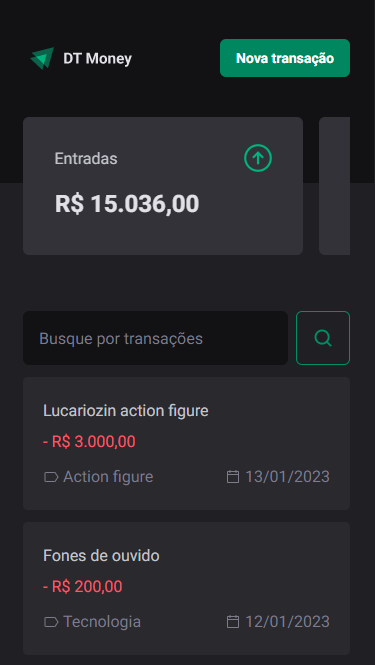 DT Money
Nova transação
Entradas
R$ 15.036,00
Busque por transações
Lucariozin action figure
- R$ 3.000,00
Action figure
13/01/2023
Fones de ouvido
- R$ 200,00
Tecnologia
12/01/2023